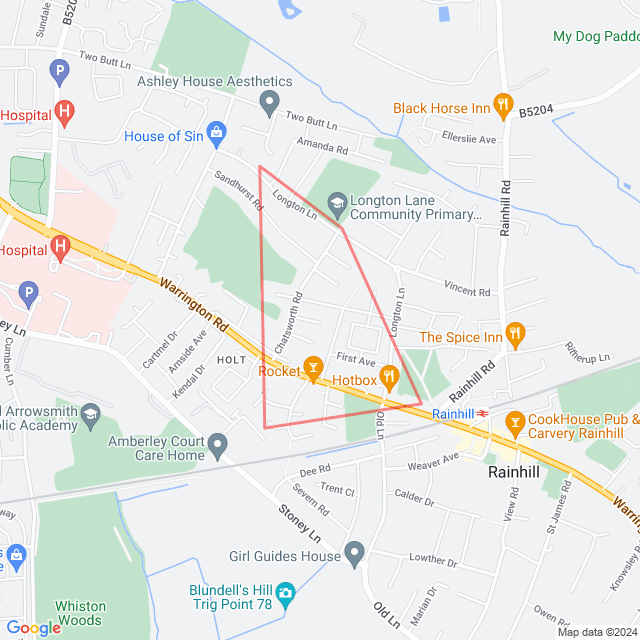 Sundale
B5204
My Dog Paddo
Two Butt Ln
Ashley House Aesthetics
Hospital
Black Horse Inn
B5204
House of Sin
Two Butt Ln
Ellerslie Ave
Amanda Rd
Sandhurst Rd
Longton Ln
Longton Lane
Community Primary...
Rainhill Rd
Hospital
Warrington Rd
Vincent Rd
ey Ln
Chatsworth Rd
Longton Ln
Cumber Ln
Cartmel Dr
Arnside Ave
Kendal Dr
HOLT
First Ave
The Spice Inn
Ritherup Ln
Rocket
Hotbox
Rainhill Rd
l Arrowsmith
olic Academy
Rainhill
Old Ln
CookHouse Pub &
Carvery Rainhill
Amberley Court
Care Home
Dee Rd
Weaver Ave
Rainhill
Severn Rd
Trent Cl
Calder Dr
View Rd
St James Rd
Warring
way
Stoney Ln
Girl Guides House
Lowther Dr
Knowsley Ro
Blundell's Hill
Trig Point 78
Whiston
Woods
Old Ln
Marian Dr
Owen Rd
Google
Map data ©2024